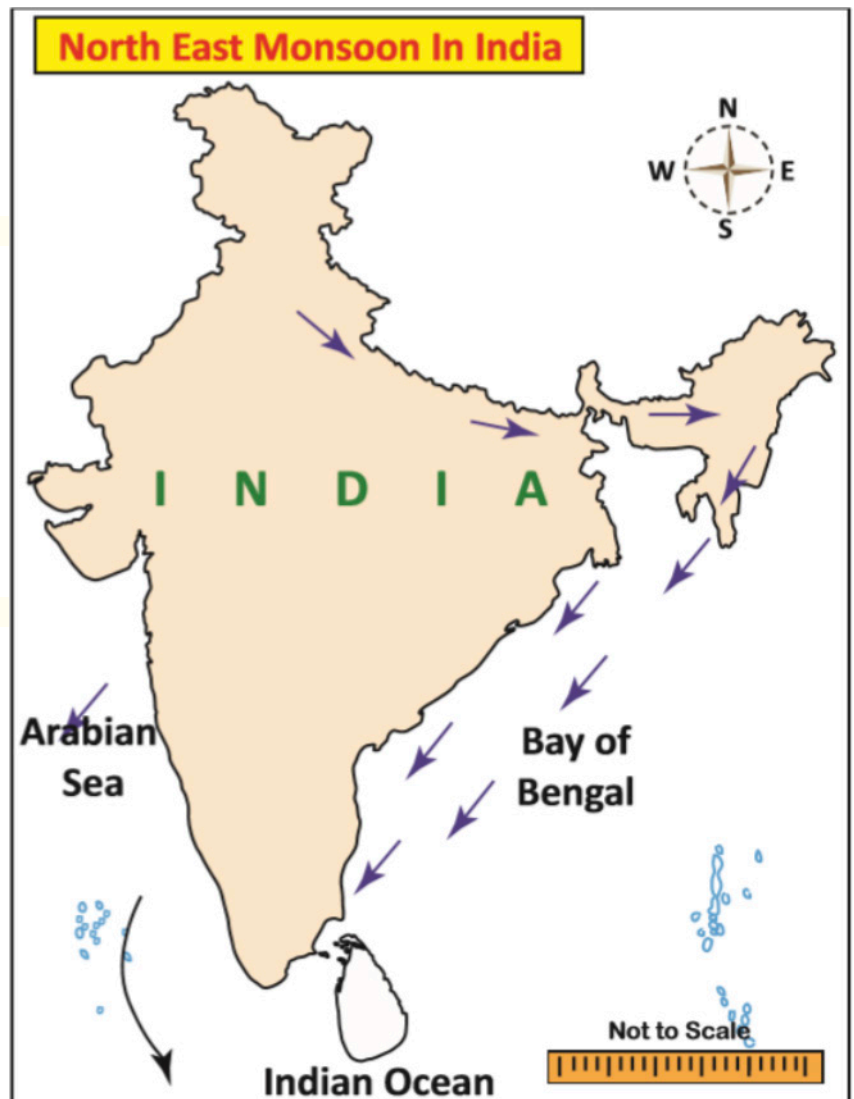 North East Monsoon In India
N
W E
S
I N D I A
Arabian
Sea
Bay of
Bengal
Not to Scale
Indian Ocean